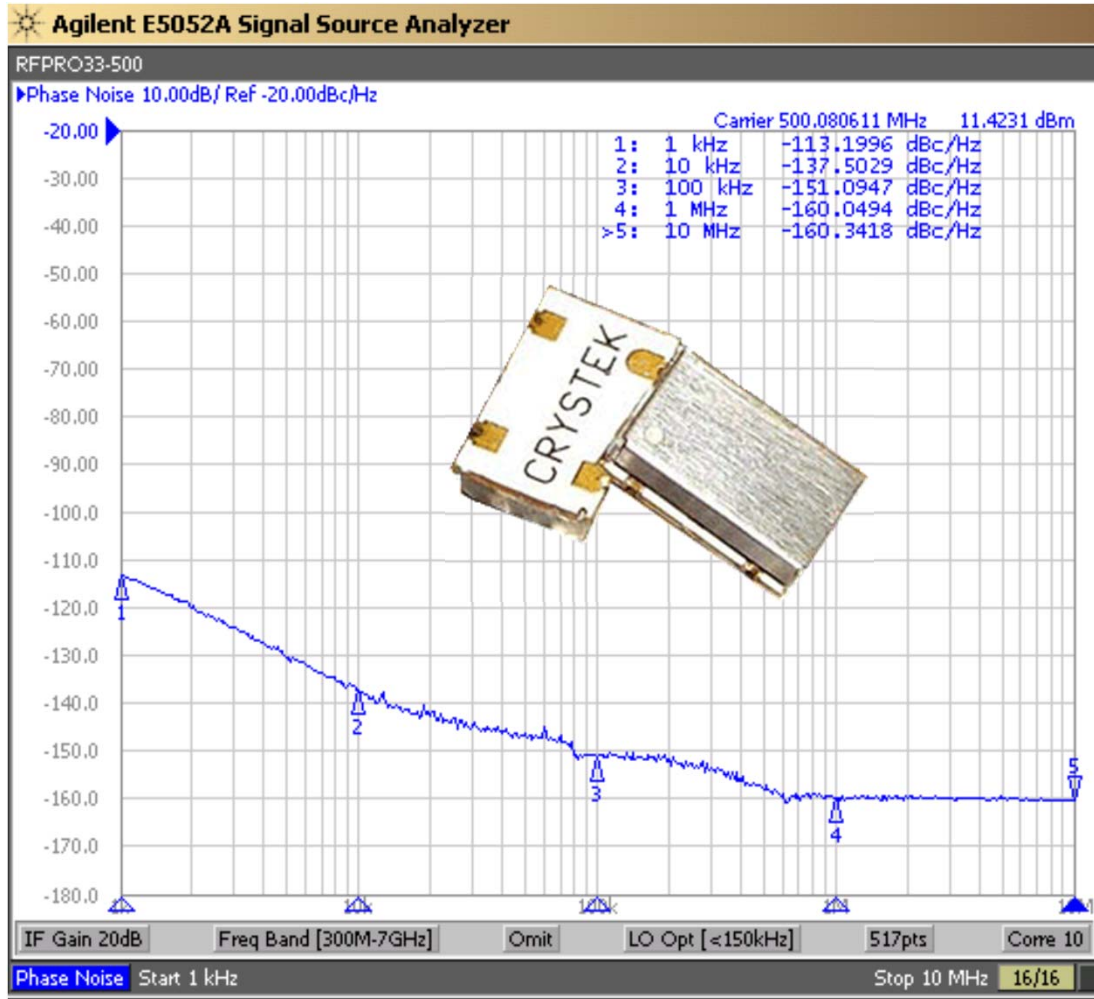 Agilent E5052A Signal Source Analyzer
RFPRO33-500
Phase Noise 10.00dB/ Ref -20.00dBc/Hz
Carrier 500.080611 MHz 11.4231 dBm
1: 1 kHz -113.1996 dBc/Hz
2: 10 kHz -137.5029 dBc/Hz
3: 100 kHz -151.0947 dBc/Hz
4: 1 MHz -160.0494 dBc/Hz
>5: 10 MHz -160.3418 dBc/Hz
-20.00
-30.00
-40.00
-50.00
-60.00
-70.00
-80.00
-90.00
-100.0
-110.0
-120.0
-130.0
-140.0
-150.0
-160.0
-170.0
-180.0
CRYSTEK
1
2
3
4
5
IF Gain 20dB Freq Band [300M-7GHz] Omit LO Opt [<150kHz] 517pts Corre 10
Phase Noise Start 1 kHz Stop 10 MHz 16/16